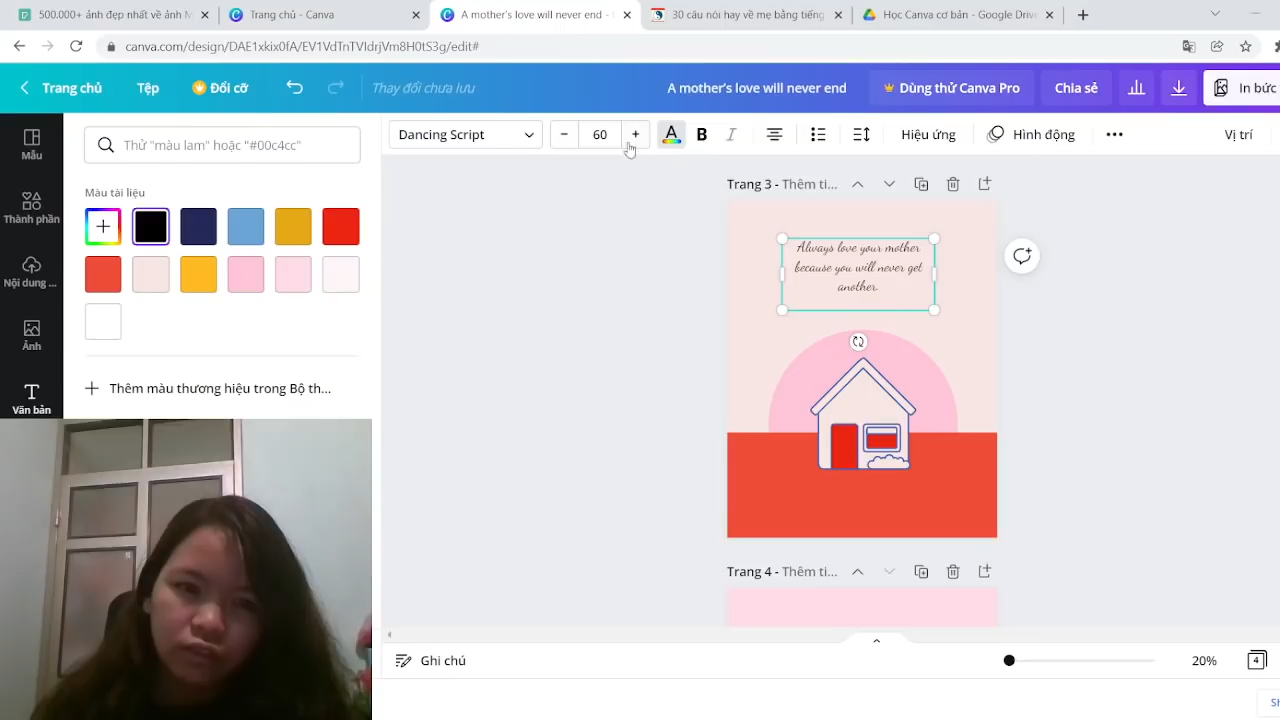 500.000+ ảnh đẹp nhất về ảnh M
Trang chủ - Canva
A mother's love will never end -
30 câu nói hay về mẹ bằng tiếng
Học Canva cơ bản - Google Drive
canva.com/design/DAE1xkix0fA/EV1VdTnTVIdrjVm8H0tS3g/edit#
Trang chủ
Tệp
Đổi cỡ
Thay đổi chưa lưu
A mother's love will never end
Dùng thử Canva Pro
Chia sẻ
In bức
Dancing Script
60
A
B
I
Hiệu ứng
Hình động
Vị trí
Mẫu
Thành phần
Nội dung ...
Ảnh
Văn bản
Thử "màu lam" hoặc "#00c4cc"
Màu tài liệu
Thêm màu thương hiệu trong Bộ th...
Trang 3 - Thêm ti...
Always love your mother
because you will never get
another.
Trang 4 - Thêm ti...
Ghi chú
20%
4